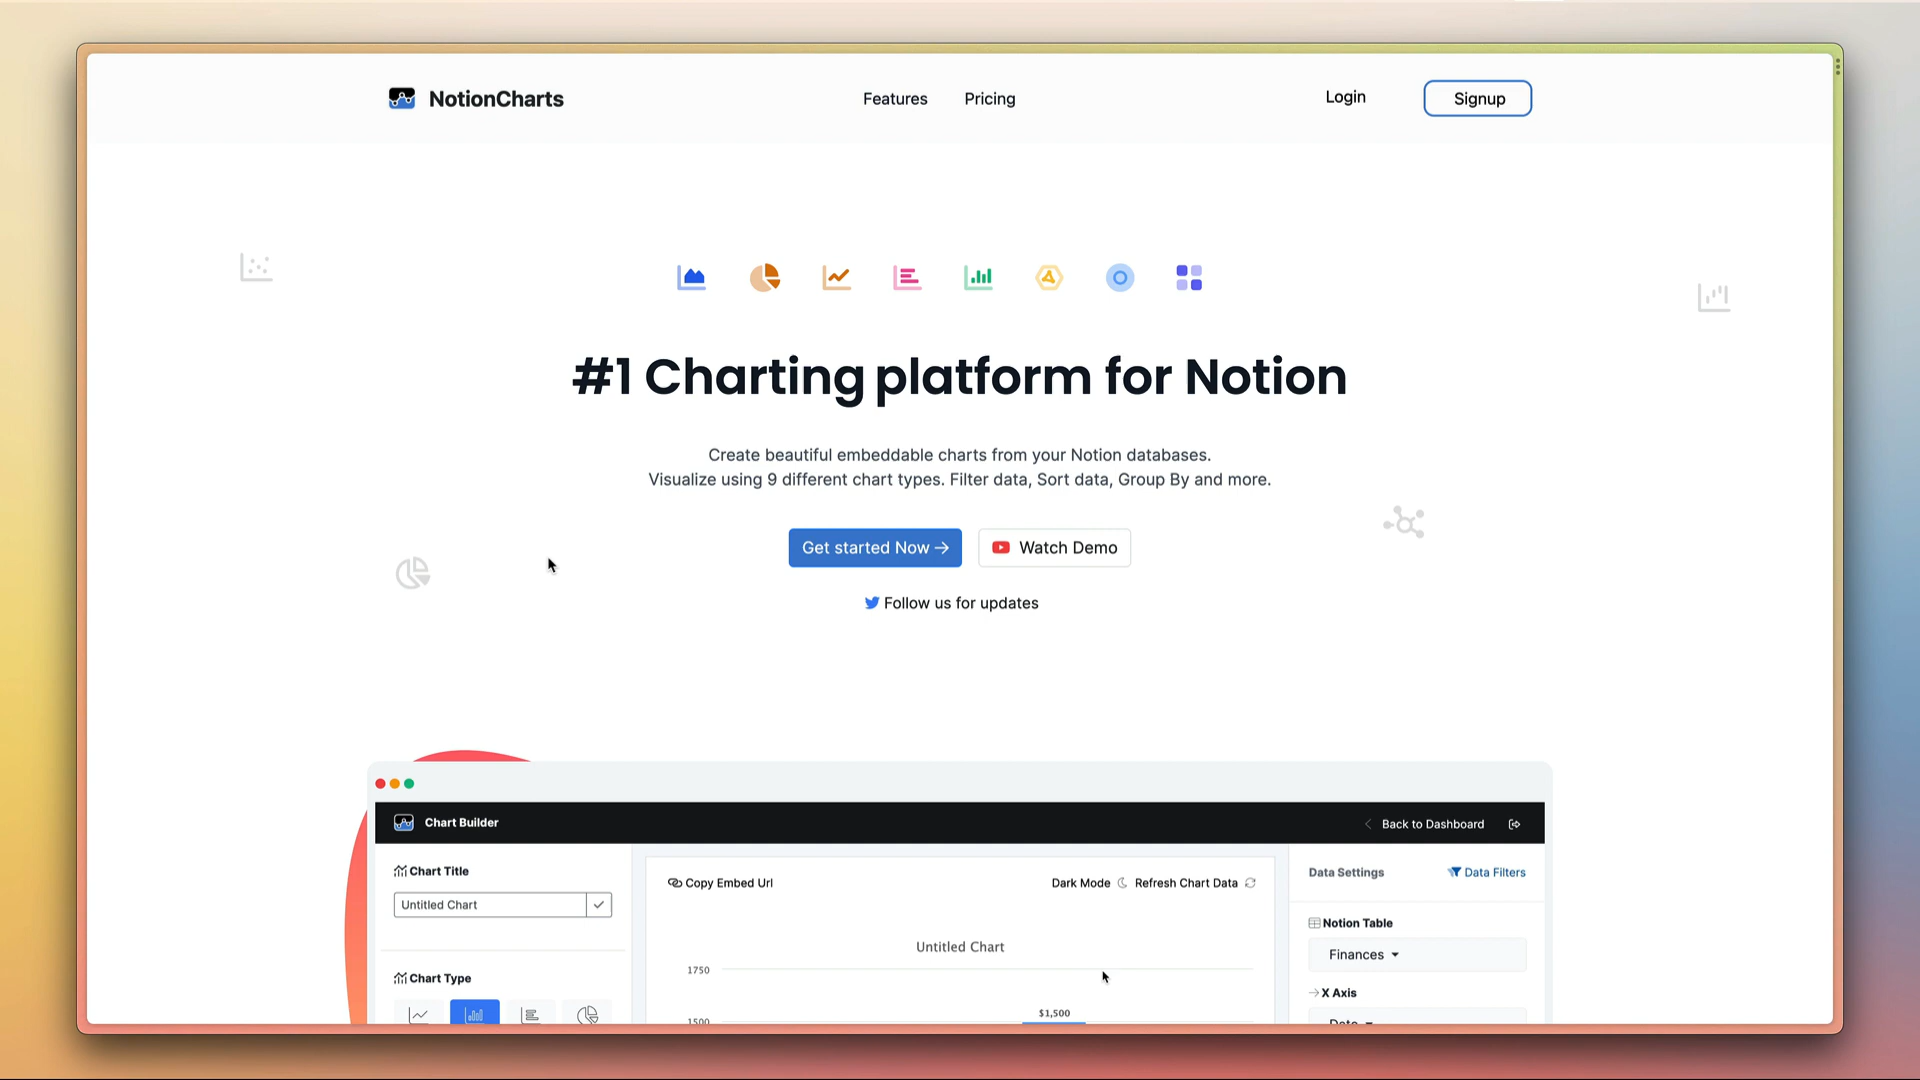 NotionCharts
Features
Pricing
Login
Signup
#1 Charting platform for Notion
Create beautiful embeddable charts from your Notion databases.
Visualize using 9 different chart types. Filter data, Sort data, Group By and more.
Get started Now →
Watch Demo
Follow us for updates
Chart Builder
Back to Dashboard
Chart Title
Untitled Chart
Chart Type
Copy Embed Url
Dark Mode
Refresh Chart Data
Untitled Chart
1750
1500
$1,500
Data Settings
Data Filters
Notion Table
Finances
X Axis
Date